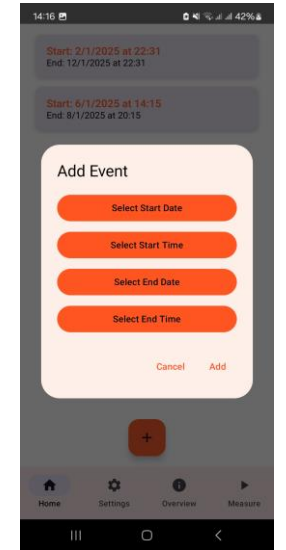 14:16
42%
Start: 2/1/2025 at 22:31
End: 12/1/2025 at 22:31
Start: 6/1/2025 at 14:15
End: 8/1/2025 at 20:15
Add Event
Select Start Date
Select Start Time
Select End Date
Select End Time
Cancel Add
+
Home Settings Overview Measure